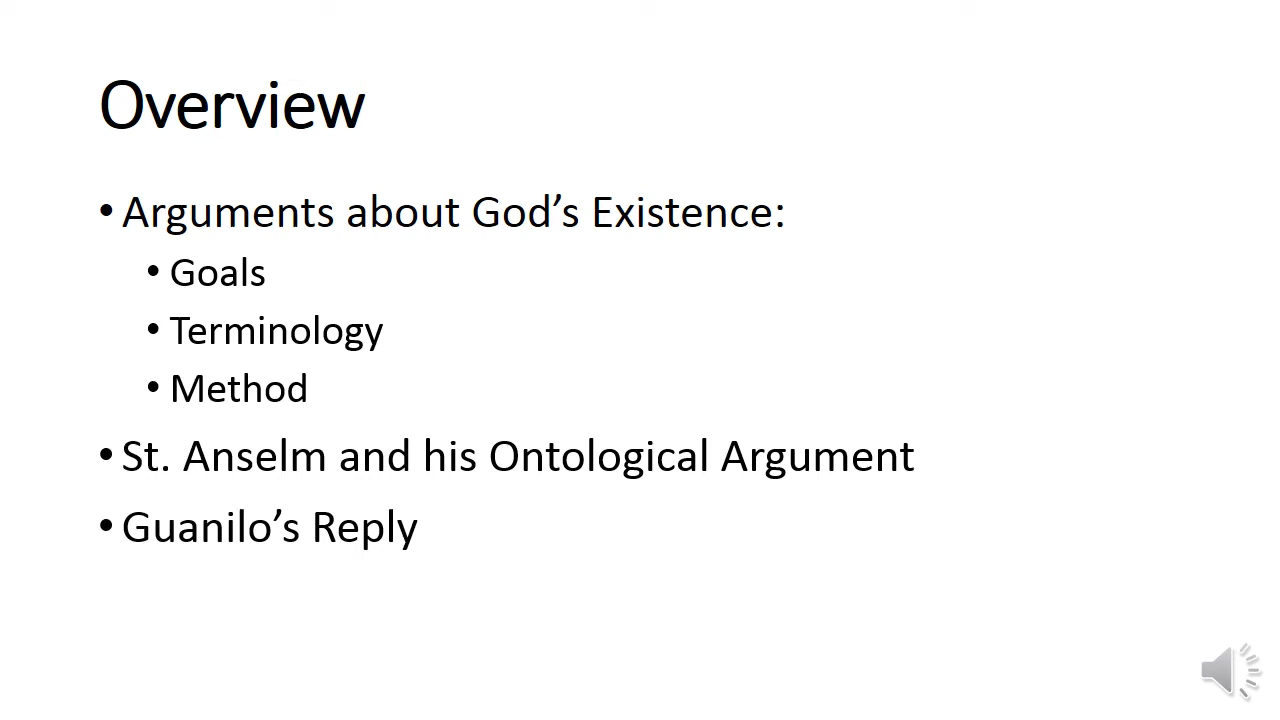 Overview
• Arguments about God’s Existence:
• Goals
• Terminology
• Method
• St. Anselm and his Ontological Argument
• Guanilo’s Reply